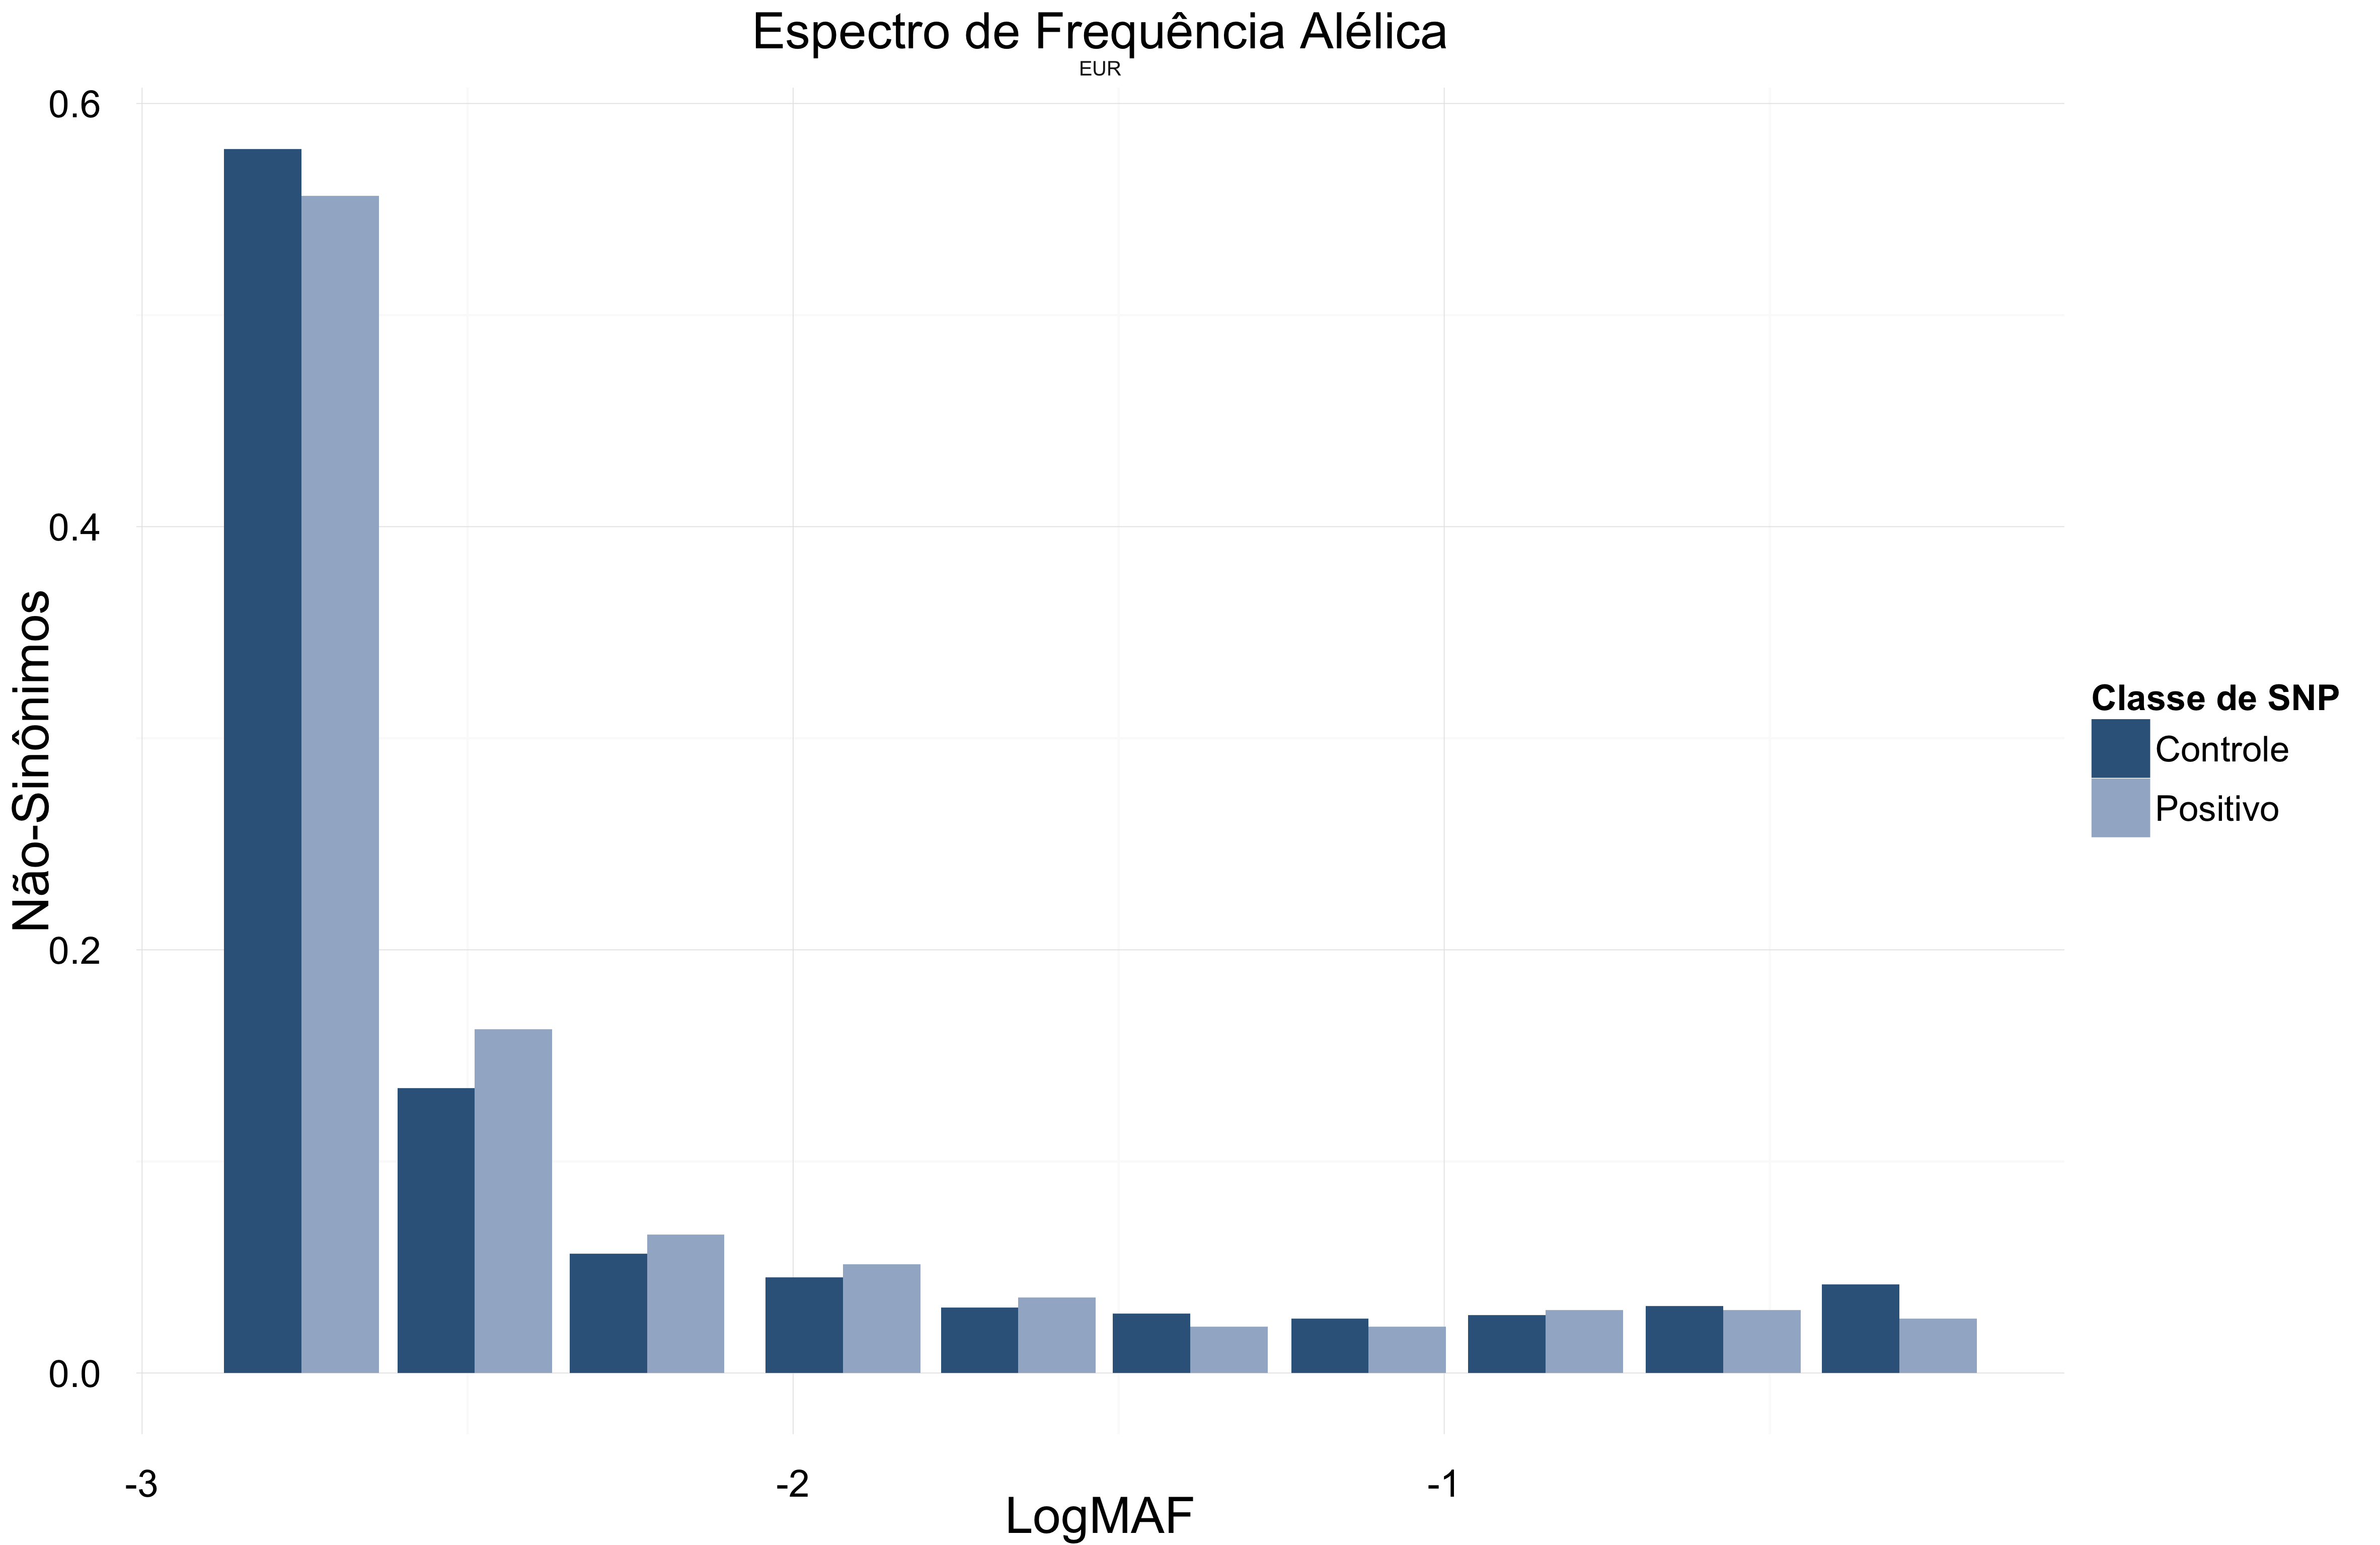 Espectro de Frequência Alélica
EUR
Não-Sinônimos
0.6
0.4
0.2
0.0
-3
-2
-1
LogMAF
Classe de SNP
Controle
Positivo